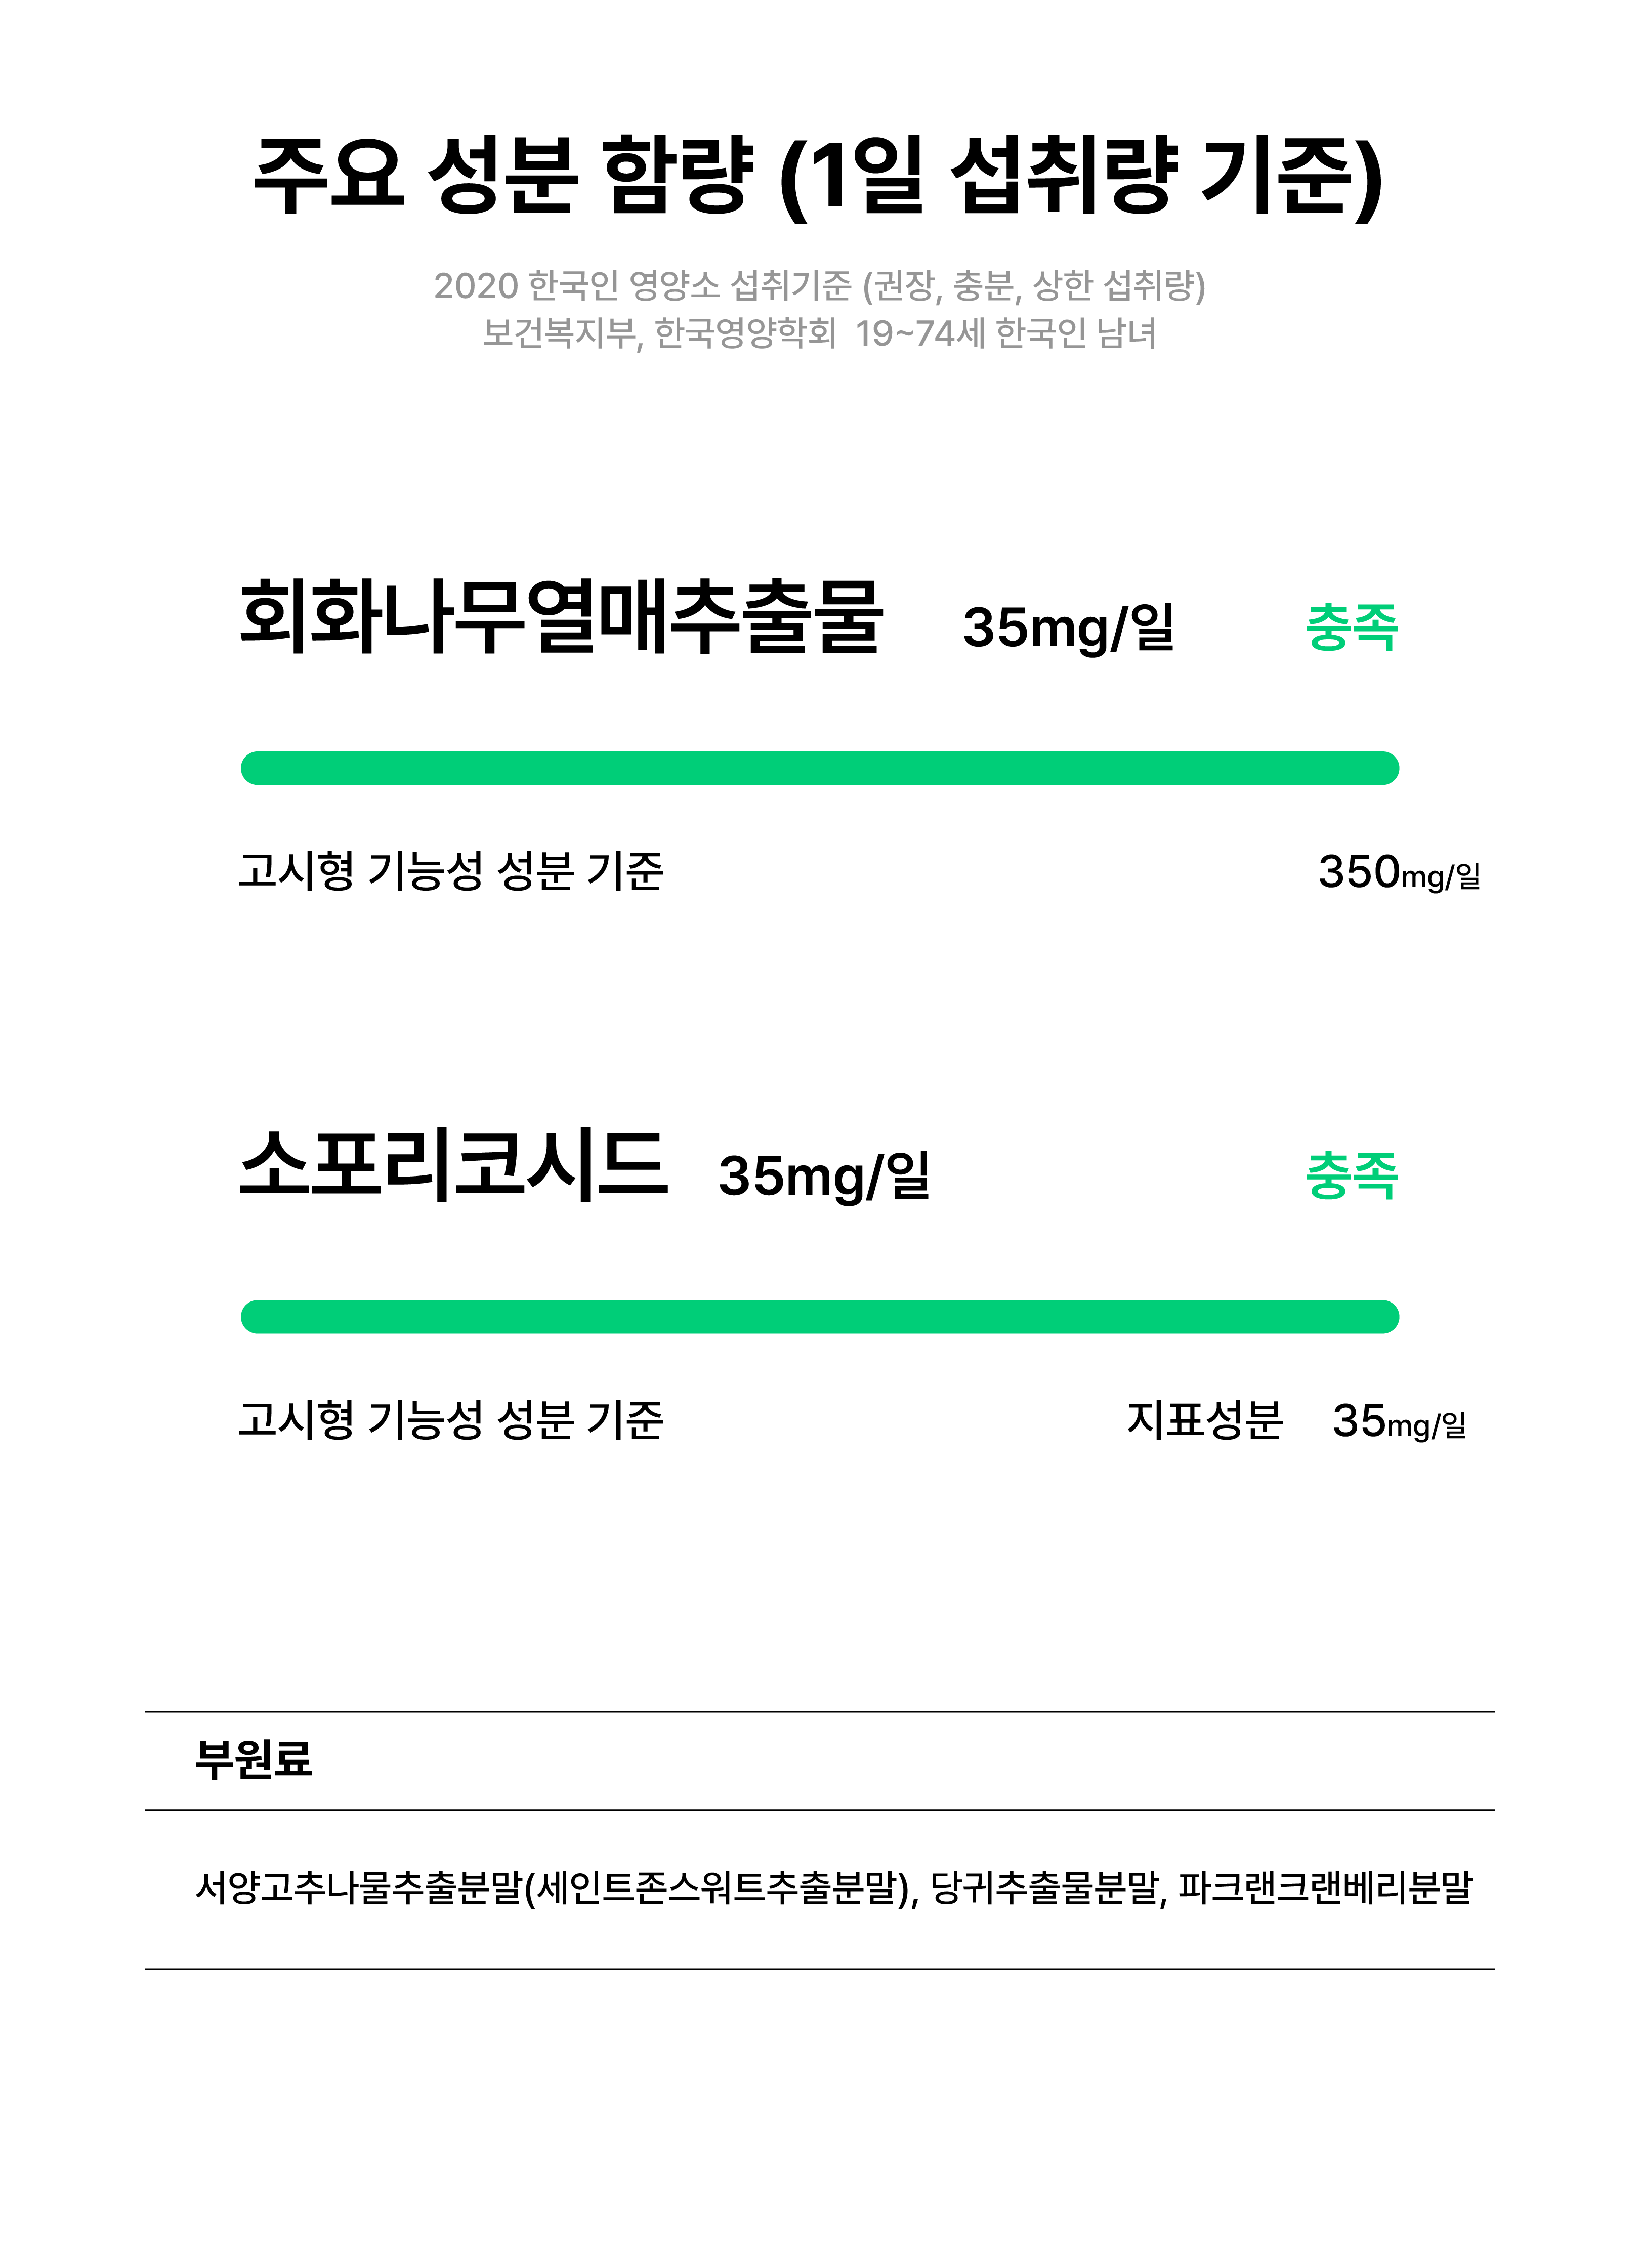 주요 성분 함량 (1일 섭취량 기준)
2020 한국인 영양소 섭취기준 (권장, 충분, 상한 섭취량)
보건복지부, 한국영양학회 19~74세 한국인 남녀
회화나무열매추출물 35mg/일 충족
고시형 기능성 성분 기준 350mg/일
소포리코시드 35mg/일 충족
고시형 기능성 성분 기준 지표성분 35mg/일
부원료
서양고추나물추출분말(세인트존스워트추출분말), 당귀추출물분말, 파크랜크랜베리분말